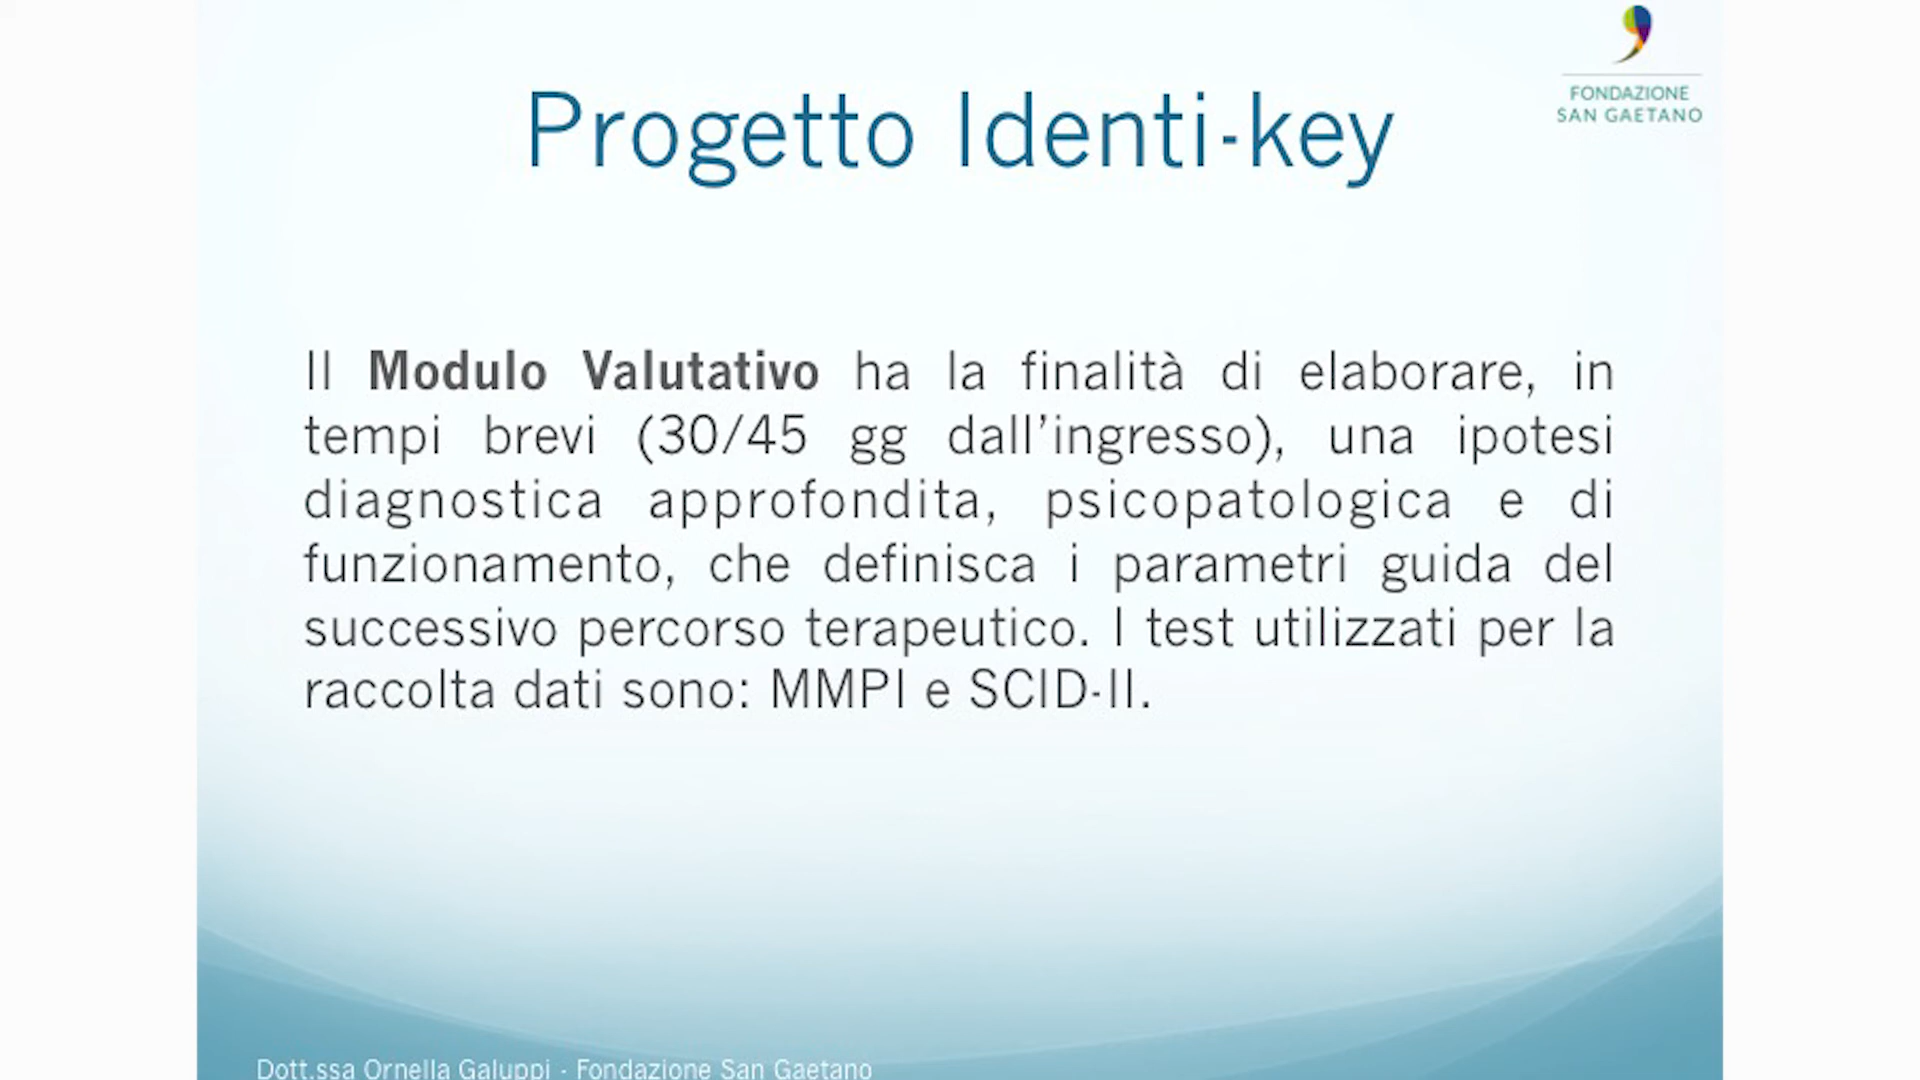 FONDAZIONE
SAN GAETANO
Progetto Identi-key
Il Modulo Valutativo ha la finalità di elaborare, in
tempi brevi (30/45 gg dall’ingresso), una ipotesi
diagnostica approfondita, psicopatologica e di
funzionamento, che definisca i parametri guida del
successivo percorso terapeutico. I test utilizzati per la
raccolta dati sono: MMPI e SCID-II.
Dott.ssa Ornella Galuppi - Fondazione San Gaetano